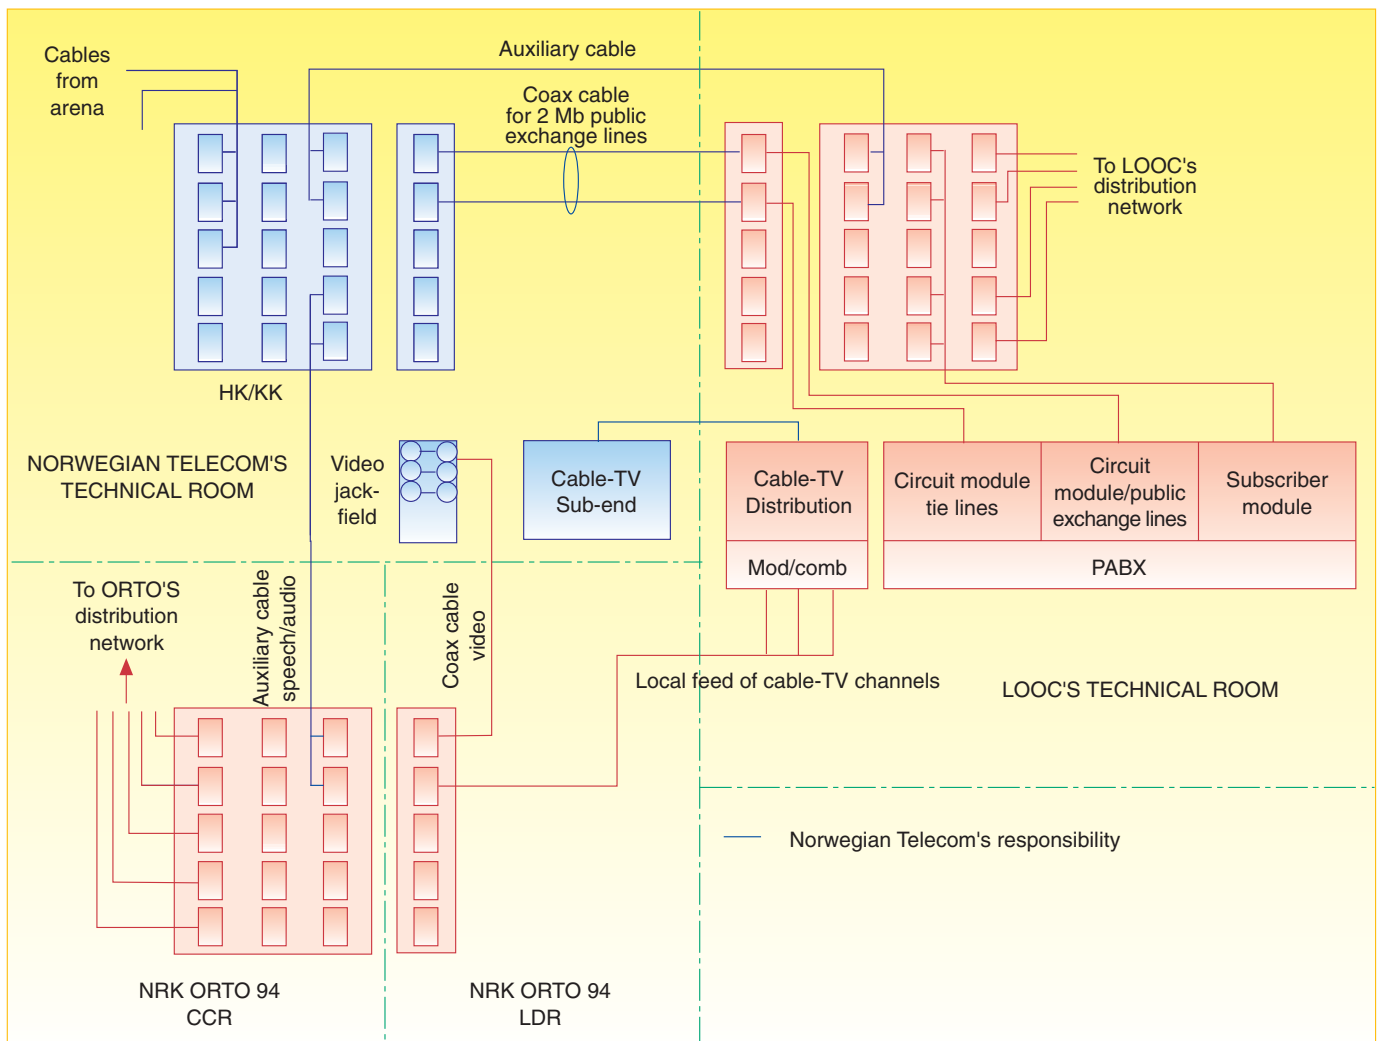 Cables
from
arena
Auxiliary cable
Coax cable
for 2 Mb public
exchange lines
To LOOC's
distribution
network
HK/KK
NORWEGIAN TELECOM'S
TECHNICAL ROOM
Video
jack-
field
Cable-TV
Sub-end
Cable-TV
Distribution
Mod/comb
Circuit module
tie lines
Circuit
module/public
exchange lines
Subscriber
module
PABX
To ORTO'S
distribution
network
Auxiliary cable
speech/audio
Coax cable
video
Local feed of cable-TV channels
LOOC'S TECHNICAL ROOM
Norwegian Telecom's responsibility
NRK ORTO 94
CCR
NRK ORTO 94
LDR